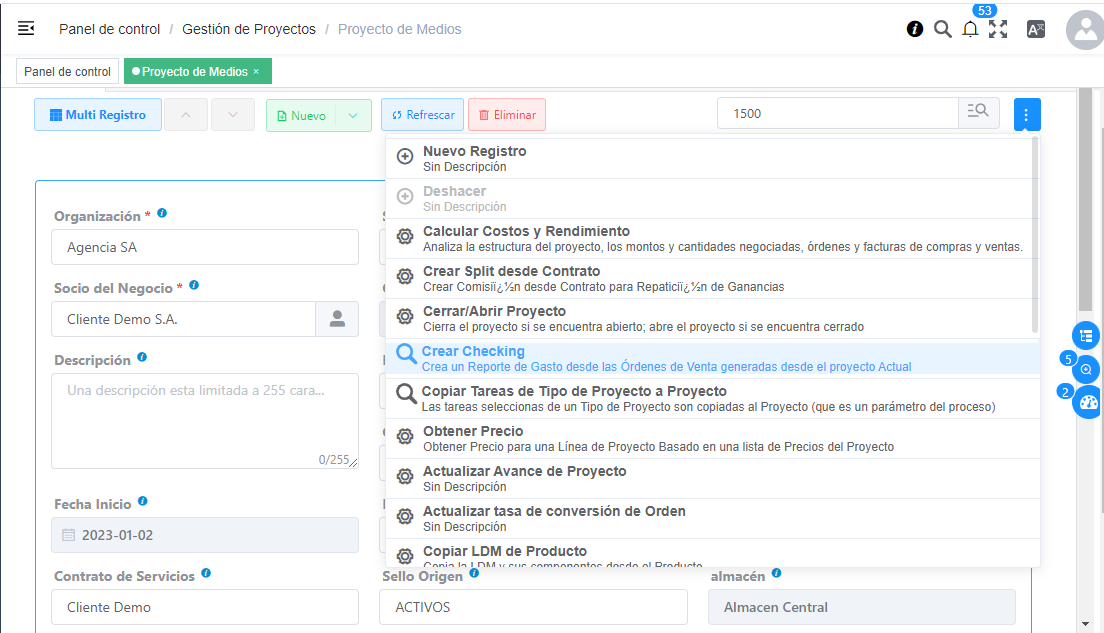 53
Panel de control / Gestión de Proyectos / Proyecto de Medios
Panel de control
Proyecto de Medios ×
Multi Registro
Nuevo
Refrescar
Eliminar
1500
Nuevo Registro
Sin Descripción
Deshacer
Sin Descripción
Calcular Costos y Rendimiento
Analiza la estructura del proyecto, los montos y cantidades negociadas, órdenes y facturas de compras y ventas.
Crear Split desde Contrato
Crear Comisiï¿½n desde Contrato para Repaticiï¿½n de Ganancias
Cerrar/Abrir Proyecto
Cierra el proyecto si se encuentra abierto; abre el proyecto si se encuentra cerrado
Crear Checking
Crea un Reporte de Gasto desde las Órdenes de Venta generadas desde el proyecto Actual
Copiar Tareas de Tipo de Proyecto a Proyecto
Las tareas seleccionas de un Tipo de Proyecto son copiadas al Proyecto (que es un parámetro del proceso)
Obtener Precio
Obtener Precio para una Línea de Proyecto Basado en una lista de Precios del Proyecto
Actualizar Avance de Proyecto
Sin Descripción
Actualizar tasa de conversión de Orden
Sin Descripción
Copiar LDM de Producto
Copia la LDM y sus componentes desde el Producto
Organización *
Agencia SA
Socio del Negocio *
Cliente Demo S.A.
Descripción
Una descripción esta limitada a 255 cara...
0/255
Fecha Inicio
2023-01-02
Contrato de Servicios
Cliente Demo
Sello Origen
ACTIVOS
almacén
Almacen Central
5
2